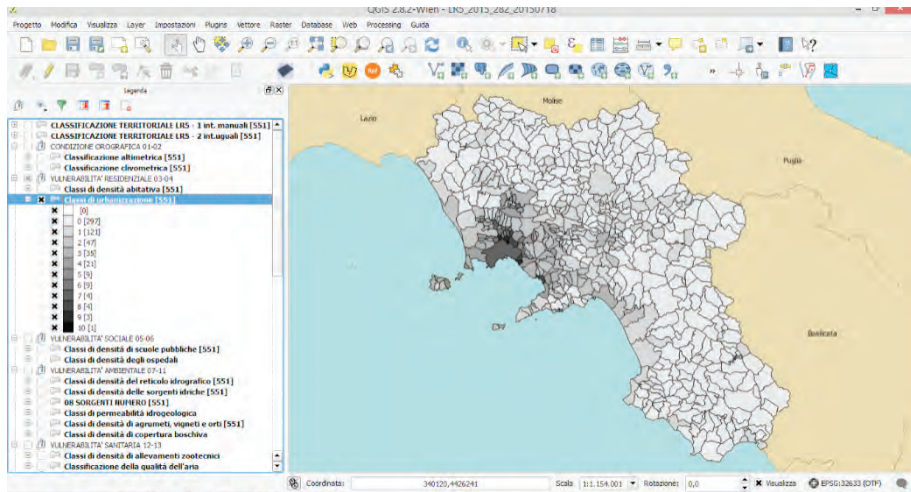 QGIS 2.8.2-Wien - LRS_2015_282_20150718
Progetto Modifica Visualizza Layer Impostazioni Plugins Vettore Raster Database Web Processing Guida
Legenda
CLASSIFICAZIONE TERRITORIALE LRS - 1 int. manuali [551]
CLASSIFICAZIONE TERRITORIALE LRS - 2 int.uguali [551]
CONDIZIONE OROGRAFICA 01-02
Classificazione altimetrica [551]
Classificazione clivometrica [551]
VULNERABILITA' RESIDENZIALE 03-04
Classi di densità abitativa [551]
Classi di urbanizzazione [551]
[0]
0 [297]
1 [121]
2 [47]
3 [35]
4 [21]
5 [9]
6 [9]
7 [4]
8 [4]
9 [3]
10 [1]
VULNERABILITA' SOCIALE 05-06
Classi di densità di scuole pubbliche [551]
Classi di densità degli ospedali
VULNERABILITA' AMBIENTALE 07-11
Classi di densità del reticolo idrografico [551]
Classi di densità delle sorgenti idriche [551]
08 SORGENTI NUMERO [551]
Classi di permeabilità idrogeologica
Classi di densità di agrumeti, vigneti e orti [551]
Classi di densità di copertura boschiva
VULNERABILITA' SANITARIA 12-13
Classi di densità di allevamenti zootecnici
Classificazione della qualità dell'aria
Lazio
Molise
Puglia
Basilicata
Coordinata: 340120,4426241 Scala 1:1.154.001 Rotazione: 0,0 Visualizza EPSG:32633 (OTF)